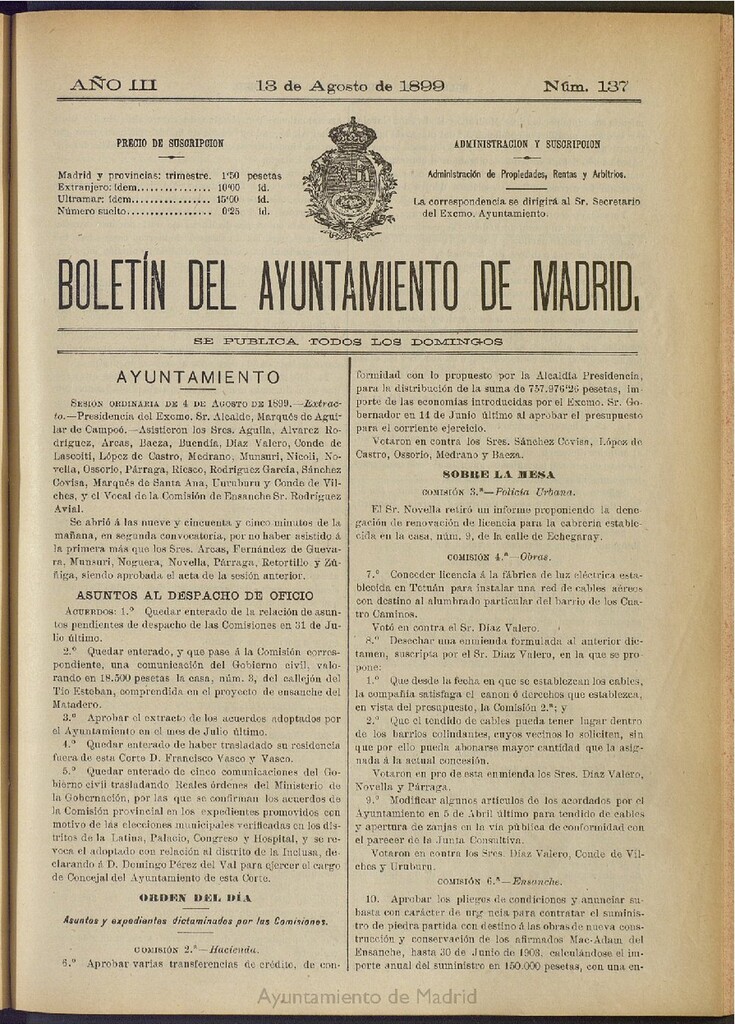 AÑO III
13 de Agosto de 1899
Núm. 137
PRECIO DE SUSCRIPCION
Madrid y provincias: trimestre. 1'50 pesetas
Extranjero: ídem............... 10'00 íd.
Ultramar: ídem................. 15'00 íd.
Número suelto................. 0'25 íd.
ADMINISTRACION Y SUSCRIPCION
Administración de Propiedades, Rentas y Arbitrios.
La correspondencia se dirigirá al Sr. Secretario
del Excmo. Ayuntamiento.
BOLETÍN DEL AYUNTAMIENTO DE MADRID.
SE PUBLICA TODOS LOS DOMINGOS
AYUNTAMIENTO
SESION ORDINARIA DE 4 DE AGOSTO DE 1899.—Extrac-
to.—Presidencia del Excmo. Sr. Alcalde, Marqués de Agui-
lar de Campoó.—Asistieron los Sres. Aguila, Alvarez Ro-
dríguez, Arcas, Baeza, Buendía, Díaz Valero, Conde de
Lascoiti, López de Castro, Medrano, Munsuri, Nicoli, No-
vella, Ossorio, Párraga, Riesco, Rodríguez García, Sánchez
Covisa, Marqués de Santa Ana, Uruburu y Conde de Vil-
ches, y el Vocal de la Comisión de Ensanche Sr. Rodríguez
Avial.
Se abrió á las nueve y cincuenta y cinco minutos de la
mañana, en segunda convocatoria, por no haber asistido á
la primera más que los Sres. Arcas, Fernández de Gueva-
ra, Munsuri, Noguera, Novella, Párraga, Retortillo y Zú-
ñiga, siendo aprobada el acta de la sesión anterior.
ASUNTOS AL DESPACHO DE OFICIO
ACUERDOS: 1.º Quedar enterado de la relación de asun-
tos pendientes de despacho de las Comisiones en 31 de Ju-
lio último.
2.º Quedar enterado, y que pase á la Comisión corres-
pondiente, una comunicación del Gobierno civil, valo-
rando en 18.500 pesetas la casa, núm. 3, del callejón del
Tío Esteban, comprendida en el proyecto de ensanche del
Matadero.
3.º Aprobar el extracto de los acuerdos adoptados por
el Ayuntamiento en el mes de Julio último.
4.º Quedar enterado de haber trasladado su residencia
fuera de esta Corte D. Francisco Vasco y Vasco.
5.º Quedar enterado de cinco comunicaciones del Go-
bierno civil trasladando Reales órdenes del Ministerio de
la Gobernación, por las que se confirman los acuerdos de
la Comisión provincial en los expedientes promovidos con
motivo de las elecciones municipales verificadas en los dis-
tritos de la Latina, Palacio, Congreso y Hospital, y se re-
voca el adoptado con relación al distrito de la Inclusa, de-
clarando á D. Domingo Pérez del Val para ejercer el cargo
de Concejal del Ayuntamiento de esta Corte.
ORDEN DEL DÍA
Asuntos y expedientes dictaminados por las Comisiones.
COMISIÓN 2.ª—Hacienda.
6.º Aprobar varias transferencias de crédito, de con-
formidad con lo propuesto por la Alcaldía Presidencia,
para la distribución de la suma de 757.976'26 pesetas, im-
porte de las economías introducidas por el Excmo. Sr. Go-
bernador en 14 de Junio último al aprobar el presupuesto
para el corriente ejercicio.
Votaron en contra los Sres. Sánchez Covisa, López de
Castro, Ossorio, Medrano y Baeza.
SOBRE LA MESA
COMISIÓN 3.ª—Policía Urbana.
El Sr. Novella retiró un informe proponiendo la dene-
gación de renovación de licencia para la cabrería estable-
cida en la casa, núm. 9, de la calle de Echegaray.
COMISIÓN 4.ª—Obras.
7.º Conceder licencia á la fábrica de luz eléctrica esta-
blecida en Tetuán para instalar una red de cables aéreos
con destino al alumbrado particular del barrio de los Cua-
tro Caminos.
Votó en contra el Sr. Díaz Valero.
8.º Desechar una enmienda formulada al anterior dic-
tamen, suscripta por el Sr. Díaz Valero, en la que se pro-
pone:
1.º Que desde la fecha en que se establezcan los cables,
la compañía satisfaga el canon ó derechos que establezca,
en vista del presupuesto, la Comisión 2.ª; y
2.º Que el tendido de cables pueda tener lugar dentro
de los barrios colindantes, cuyos vecinos lo soliciten, sin
que por ello pueda abonarse mayor cantidad que la asig-
nada á la actual concesión.
Votaron en pro de esta enmienda los Sres. Díaz Valero,
Novella y Párraga.
9.º Modificar algunos artículos de los acordados por el
Ayuntamiento en 5 de Abril último para tendido de cables
y apertura de zanjas en la vía pública de conformidad con
el parecer de la Junta Consultiva.
Votaron en contra los Sres. Díaz Valero, Conde de Vil-
ches y Uruburu.
COMISIÓN 6.ª—Ensanche.
10. Aprobar los pliegos de condiciones y anunciar su-
basta con carácter de urgencia para contratar el suminis-
tro de piedra partida con destino á las obras de nueva cons-
trucción y conservación de los afirmados Mac-Adam del
Ensanche, hasta 30 de Junio de 1903, calculándose el im-
porte anual del suministro en 150.000 pesetas, con una en-
Ayuntamiento de Madrid